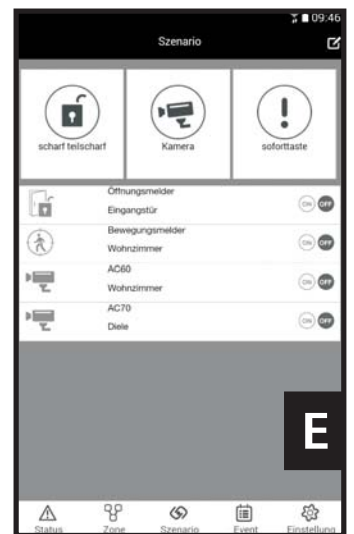 09:46
Szenario
scharf teilscharf Kamera soforttaste
Öffnungsmelder
Eingangstür
ON OFF
Bewegungsmelder
Wohnzimmer
ON OFF
AC60
Wohnzimmer
ON OFF
AC70
Diele
ON OFF
E
Status Zone Szenario Event Einstellung